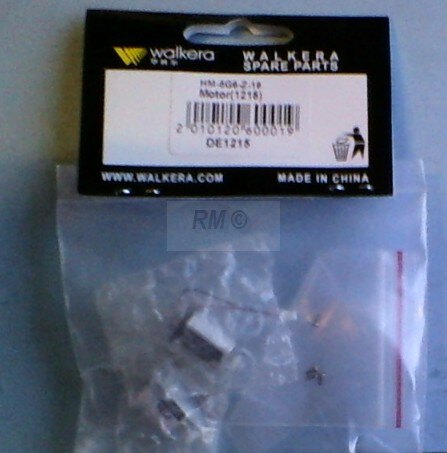 walkera
WALKERA
SPARE PARTS
HM-5G6-Z-19
Motor(1215)
2 010120 600019
DE1215
WWW.WALKERA.COM
MADE IN CHINA
RM ©